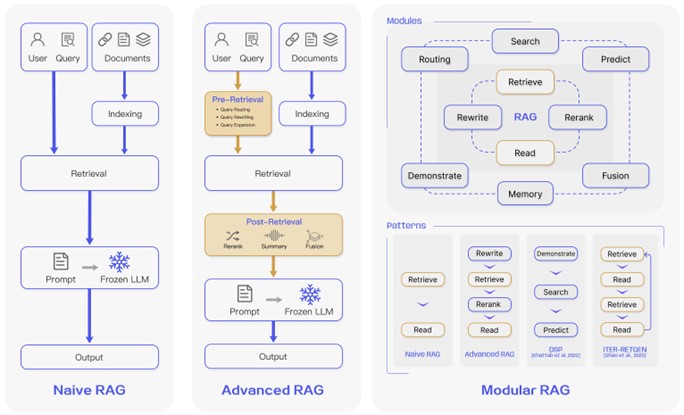 User Query
Documents
Indexing
Retrieval
Prompt Frozen LLM
Output
Naive RAG
User Query
Documents
Pre-Retrieval
• Query Routing
• Query Rewriting
• Query Expansion
Indexing
Retrieval
Post-Retrieval
Rerank Summary Fusion
Prompt Frozen LLM
Output
Advanced RAG
Modules
Search
Routing
Predict
Retrieve
Rewrite
RAG
Rerank
Read
Demonstrate
Fusion
Memory
Patterns
Retrieve
Read
Naive RAG
Rewrite
Retrieve
Rerank
Read
Advanced RAG
Demonstrate
Search
Predict
DSP
[Khattab et al., 2022]
Retrieve
Read
Retrieve
Read
ITER-RETGEN
[Shao et al., 2023]
Modular RAG